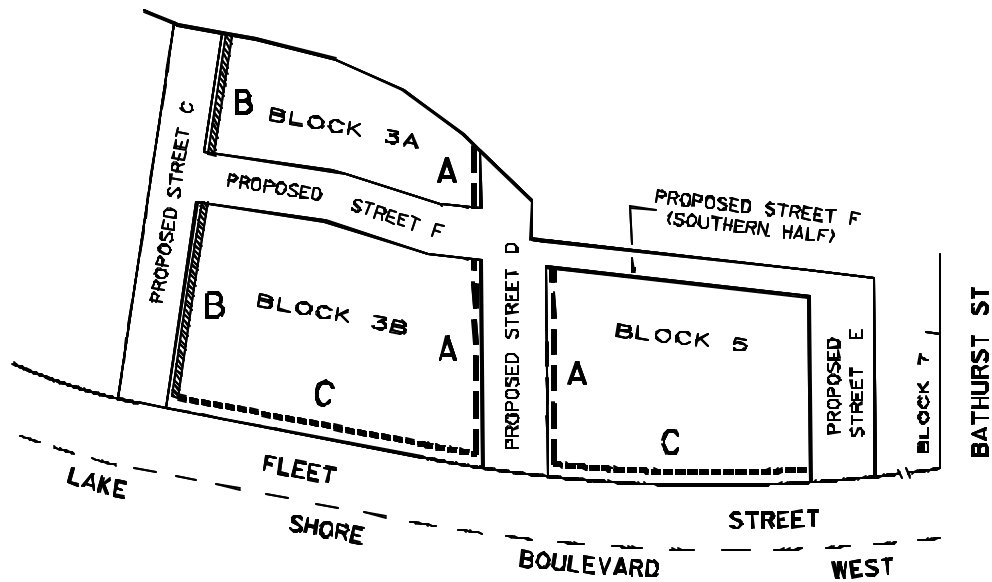 B
BLOCK 3A
A
PROPOSED STREET C
PROPOSED STREET F
PROPOSED STREET F
(SOUTHERN HALF)
B
BLOCK 3B
A
C
PROPOSED STREET D
BLOCK 5
A
C
PROPOSED
STREET E
BLOCK 7
BATHURST ST
FLEET STREET
LAKE SHORE BOULEVARD WEST